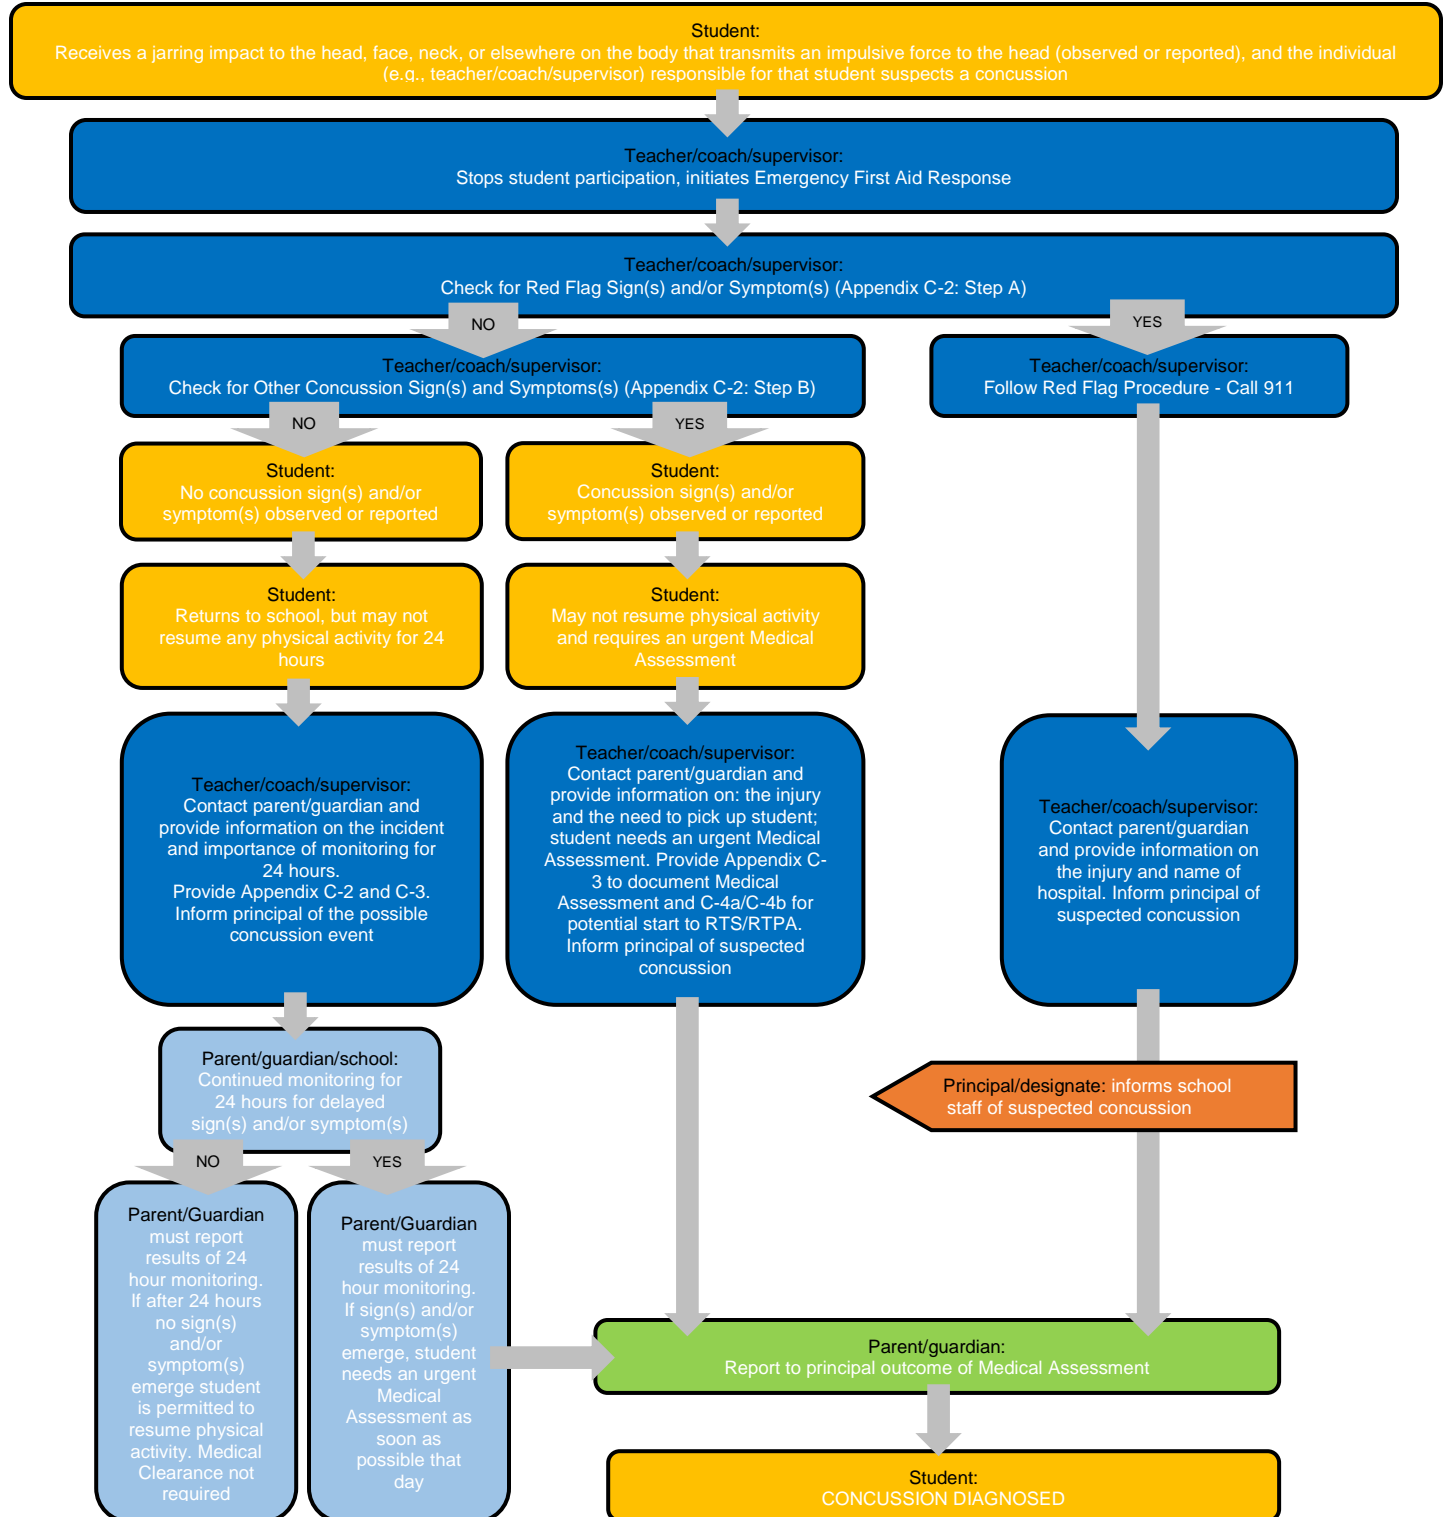 Student:
Receives a jarring impact to the head, face, neck, or elsewhere on the body that transmits an impulsive force to the head (observed or reported), and the individual
(e.g., teacher/coach/supervisor) responsible for that student suspects a concussion
Teacher/coach/supervisor:
Stops student participation, initiates Emergency First Aid Response
Teacher/coach/supervisor:
Check for Red Flag Sign(s) and/or Symptom(s) (Appendix C-2: Step A)
NO
YES
Teacher/coach/supervisor:
Check for Other Concussion Sign(s) and Symptoms(s) (Appendix C-2: Step B)
Teacher/coach/supervisor:
Follow Red Flag Procedure - Call 911
NO
YES
Student:
No concussion sign(s) and/or
symptom(s) observed or reported
Student:
Concussion sign(s) and/or
symptom(s) observed or reported
Student:
Returns to school, but may not
resume any physical activity for 24
hours
Student:
May not resume physical activity
and requires an urgent Medical
Assessment
Teacher/coach/supervisor:
Contact parent/guardian and
provide information on the incident
and importance of monitoring for
24 hours.
Provide Appendix C-2 and C-3.
Inform principal of the possible
concussion event
Teacher/coach/supervisor:
Contact parent/guardian and
provide information on: the injury
and the need to pick up student;
student needs an urgent Medical
Assessment. Provide Appendix C-
3 to document Medical
Assessment and C-4a/C-4b for
potential start to RTS/RTPA.
Inform principal of suspected
concussion
Teacher/coach/supervisor:
Contact parent/guardian
and provide information on
the injury and name of
hospital. Inform principal of
suspected concussion
Parent/guardian/school:
Continued monitoring for
24 hours for delayed
sign(s) and/or symptom(s)
Principal/designate: informs school
staff of suspected concussion
NO
YES
Parent/Guardian
must report
results of 24
hour monitoring.
If after 24 hours
no sign(s)
and/or
symptom(s)
emerge student
is permitted to
resume physical
activity. Medical
Clearance not
required
Parent/Guardian
must report
results of 24
hour monitoring.
If sign(s) and/or
symptom(s)
emerge, student
needs an urgent
Medical
Assessment as
soon as
possible that
day
Parent/guardian:
Report to principal outcome of Medical Assessment
Student:
CONCUSSION DIAGNOSED